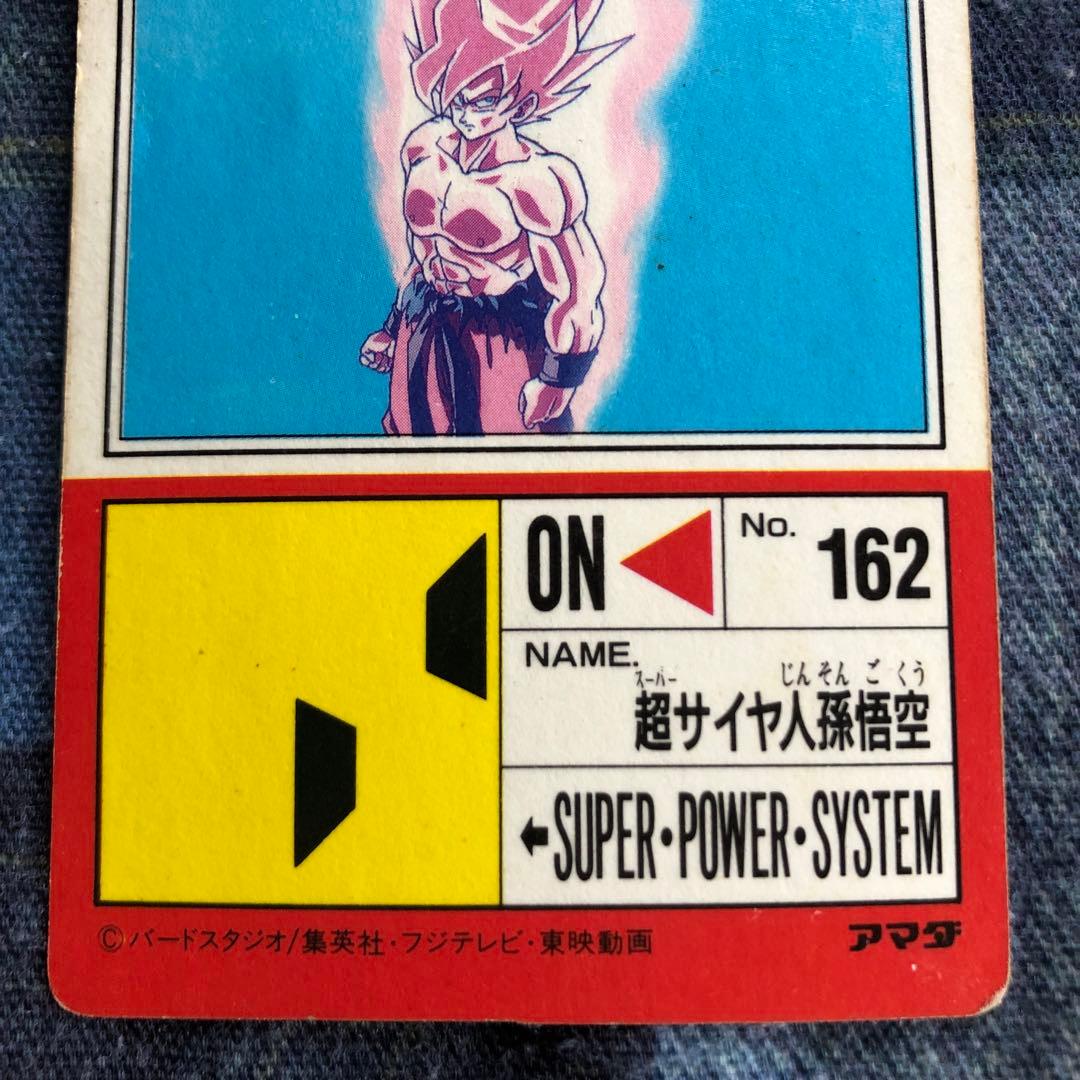 ON
No.
162
NAME.
スーパー じんそんごくう
超サイヤ人孫悟空
←SUPER・POWER・SYSTEM
©バードスタジオ/集英社・フジテレビ・東映動画
アマダ